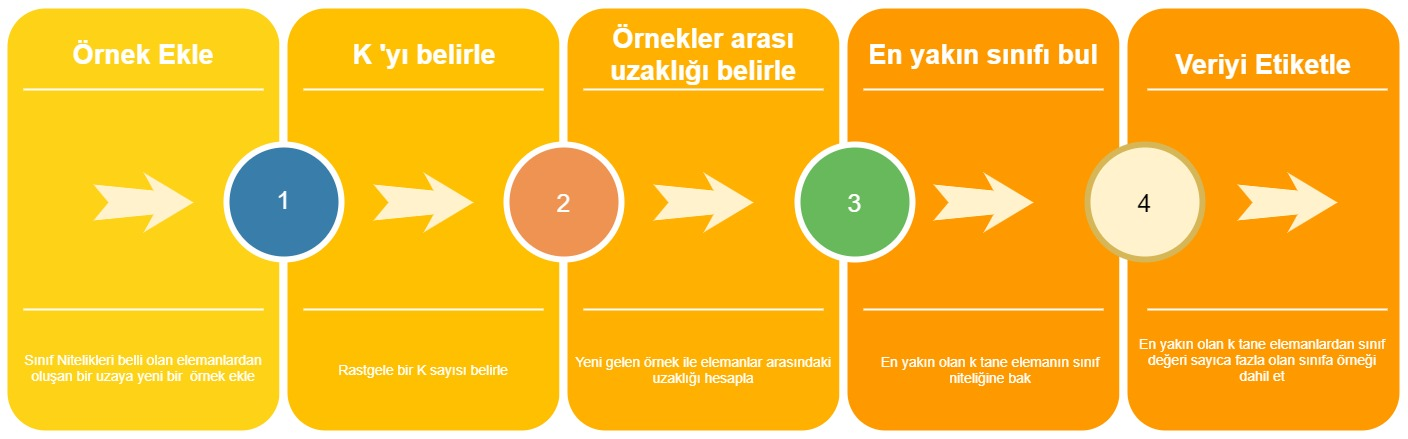 Örnek Ekle
K 'yı belirle
Örnekler arası
uzaklığı belirle
En yakın sınıfı bul
Veriyi Etiketle
1
2
3
4
Sınıf Nitelikleri belli olan elemanlardan
oluşan bir uzaya yeni bir örnek ekle
Rastgele bir K sayısı belirle
Yeni gelen örnek ile elemanlar arasındaki
uzaklığı hesapla
En yakın olan k tane elemanın sınıf
niteliğine bak
En yakın olan k tane elemanlardan sınıf
değeri sayıca fazla olan sınıfa örneği
dahil et